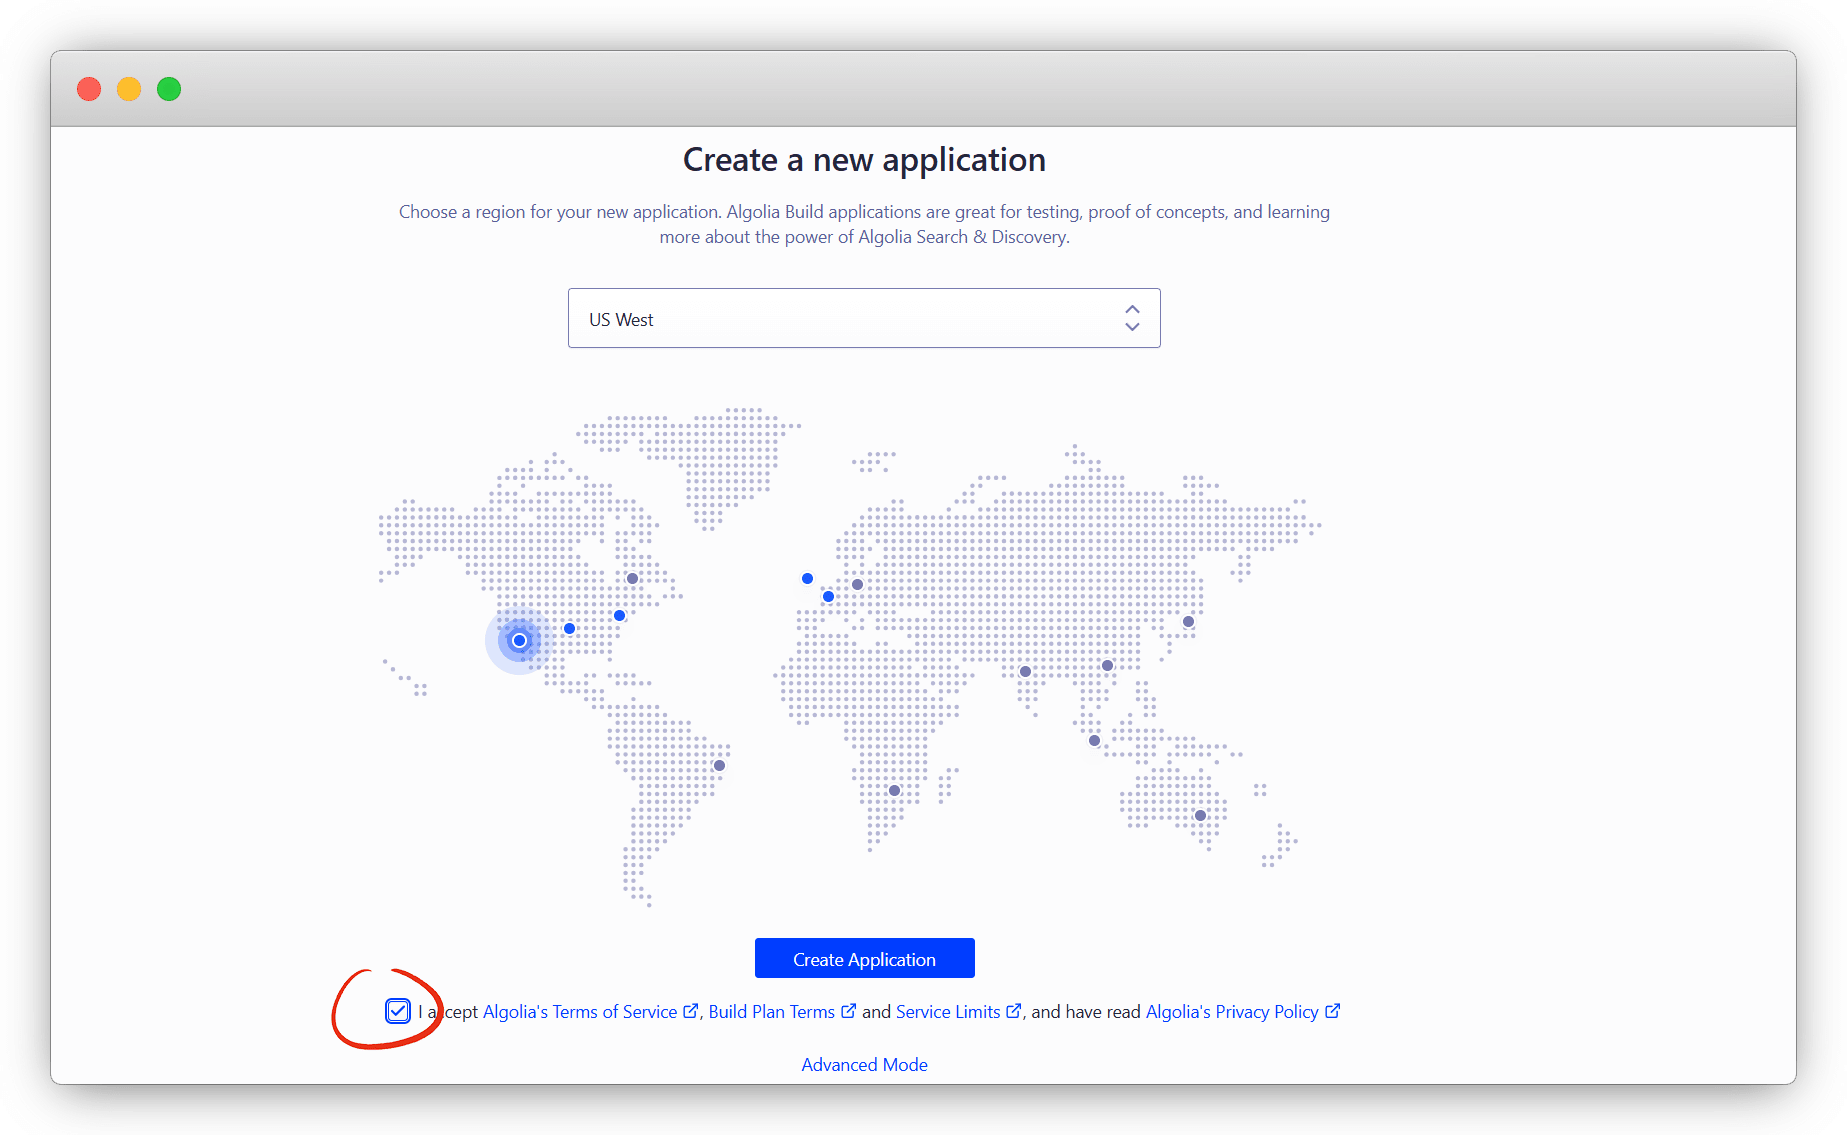 Create a new application
Choose a region for your new application. Algolia Build applications are great for testing, proof of concepts, and learning
more about the power of Algolia Search & Discovery.
US West
Create Application
I accept Algolia's Terms of Service, Build Plan Terms and Service Limits, and have read Algolia's Privacy Policy
Advanced Mode